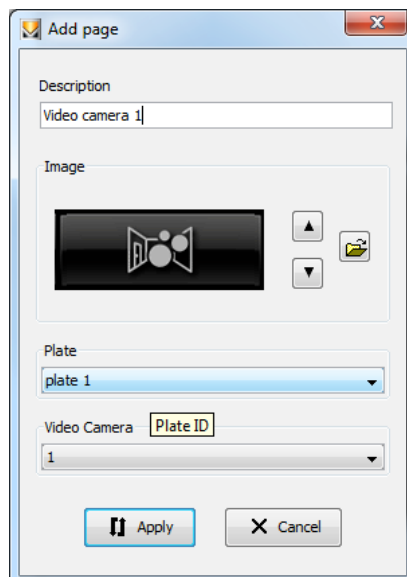 Add page
Description
Video camera 1
Image
Plate
plate 1
Video Camera
Plate ID
1
Apply
Cancel